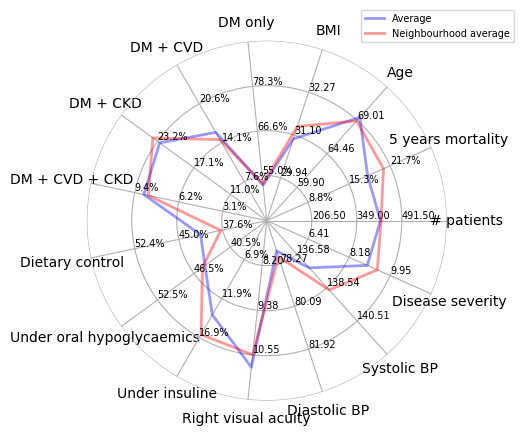 Average
Neighbourhood average
DM only
BMI
DM + CVD
Age
DM + CKD
5 years mortality
DM + CVD + CKD
# patients
Dietary control
Disease severity
Under oral hypoglycaemics
Systolic BP
Under insuline
Diastolic BP
Right visual acuity
206.50 349.00 491.50
8.8% 15.3% 21.7%
59.90 64.46 69.01
29.94 31.10 32.27
55.0% 66.6% 78.3%
7.6% 14.1% 20.6%
11.0% 17.1% 23.2%
3.1% 6.2% 9.4%
37.6% 45.0% 52.4%
40.5% 46.5% 52.5%
6.9% 11.9% 16.9%
8.20 9.38 10.55
78.27 80.09 81.92
136.58 138.54 140.51
6.41 8.18 9.95